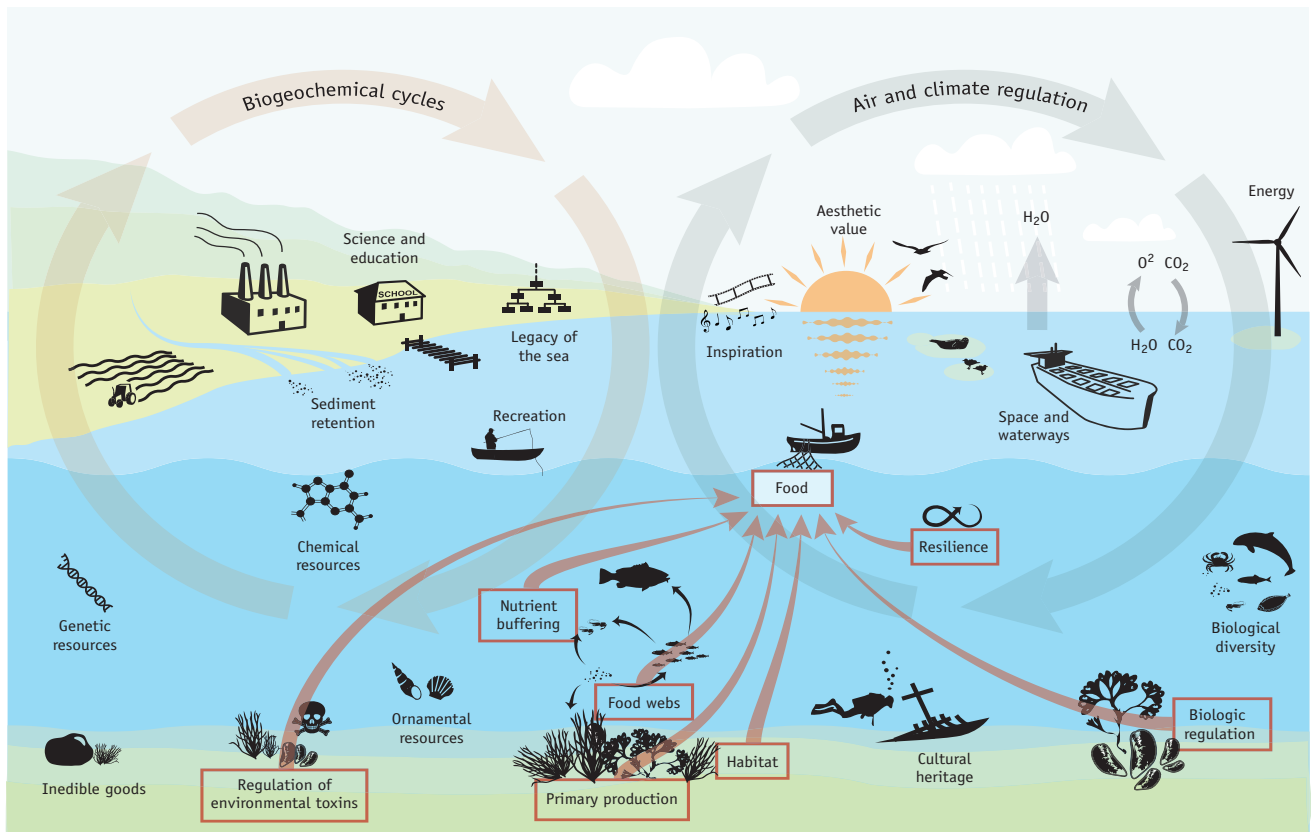 Biogeochemical cycles
Air and climate regulation
Energy
Aesthetic
value
H2O
Science and
education
O² CO2
SCHOOL
Legacy of
the sea
Inspiration
H2O CO2
Sediment
retention
Recreation
Space and
waterways
Food
Chemical
resources
Resilience
Nutrient
buffering
Genetic
resources
Biological
diversity
Food webs
Ornamental
resources
Biologic
regulation
Habitat
Cultural
heritage
Inedible goods
Regulation of
environmental toxins
Primary production